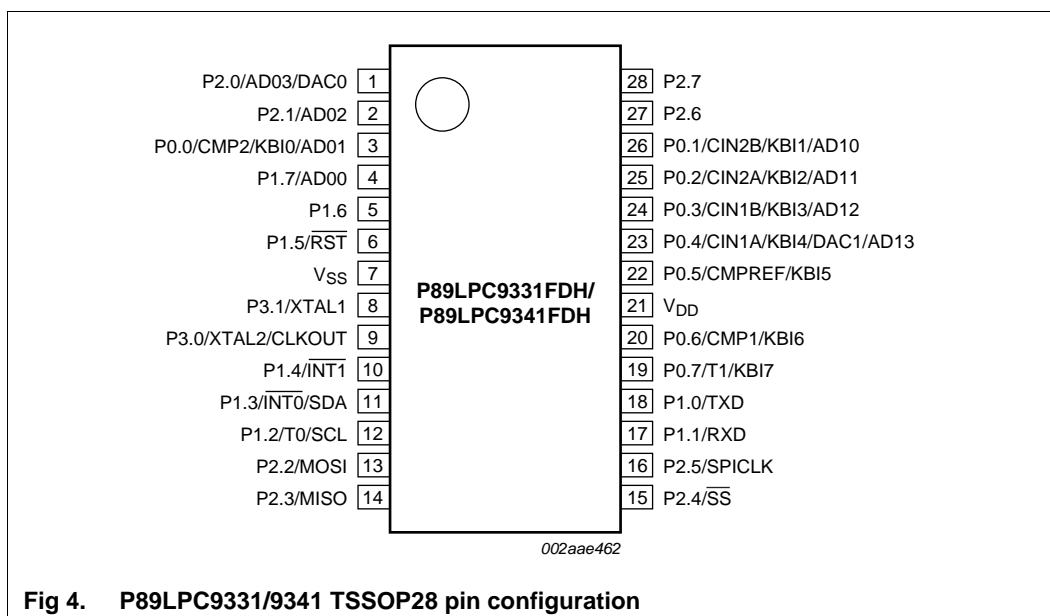 P2.0/AD03/DAC0 1
P2.1/AD02 2
P0.0/CMP2/KBI0/AD01 3
P1.7/AD00 4
P1.6 5
P1.5/R̅S̅T̅ 6
VSS 7
P3.1/XTAL1 8
P3.0/XTAL2/CLKOUT 9
P1.4/I̅N̅T̅1̅ 10
P1.3/I̅N̅T̅0̅/SDA 11
P1.2/T0/SCL 12
P2.2/MOSI 13
P2.3/MISO 14
P89LPC9331FDH/
P89LPC9341FDH
28 P2.7
27 P2.6
26 P0.1/CIN2B/KBI1/AD10
25 P0.2/CIN2A/KBI2/AD11
24 P0.3/CIN1B/KBI3/AD12
23 P0.4/CIN1A/KBI4/DAC1/AD13
22 P0.5/CMPREF/KBI5
21 VDD
20 P0.6/CMP1/KBI6
19 P0.7/T1/KBI7
18 P1.0/TXD
17 P1.1/RXD
16 P2.5/SPICLK
15 P2.4/S̅S̅
002aae462
Fig 4. P89LPC9331/9341 TSSOP28 pin configuration